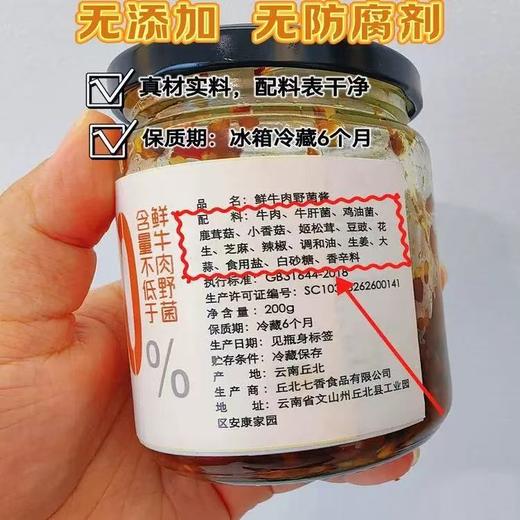 无添加 无防腐剂
真材实料，配料表干净
保质期：冰箱冷藏6个月
鲜牛肉野菌
含量不低于
0%
品 名：鲜牛肉野菌酱
配 料：牛肉、牛肝菌、鸡油菌、
鹿茸菇、小香菇、姬松茸、豆豉、花
生、芝麻、辣椒、调和油、生姜、大
蒜、食用盐、白砂糖、香辛料
执行标准：GB31644-2018
生产许可证编号：
净 含 量：200g
保质期：冷藏6个月
生产日期：见瓶身标签
贮存条件：冷藏保存
产 地：云南丘北
生 产 商：丘北七香食品有限公司
地 址：云南省文山州丘北县工业园
区安康家园